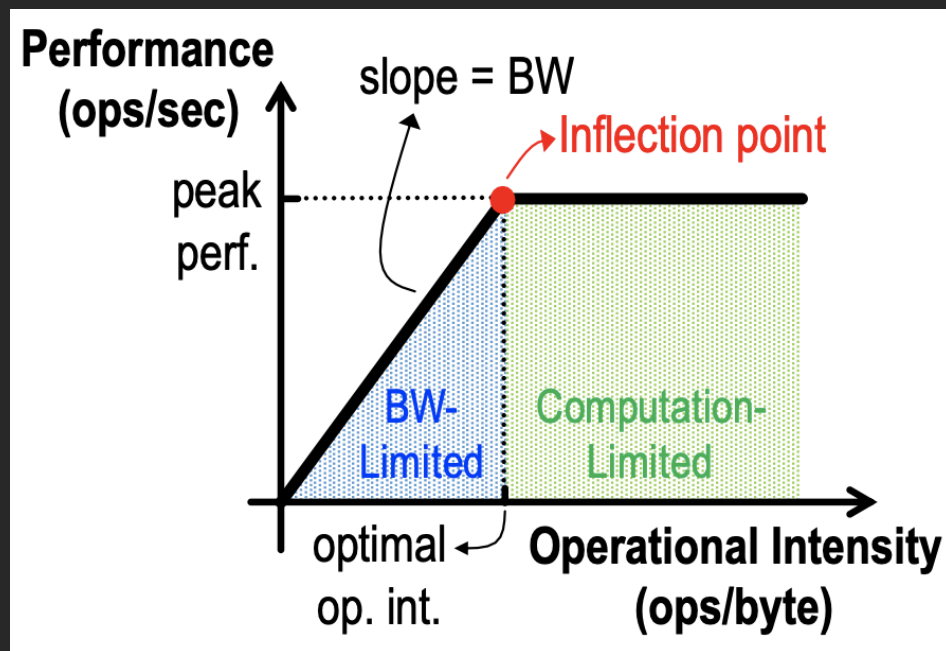 Performance
(ops/sec)
slope = BW
Inflection point
peak
perf.
BW-
Limited
Computation-
Limited
optimal
op. int.
Operational Intensity
(ops/byte)